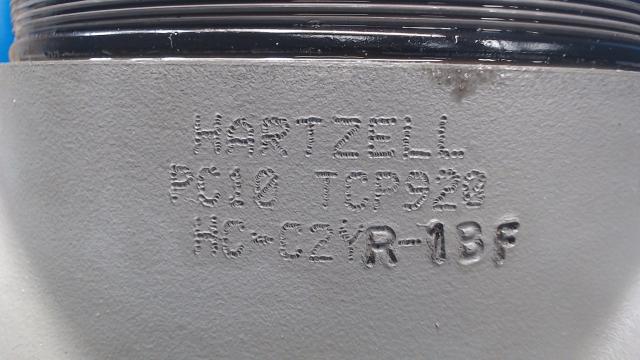 HARTZELL
PC10 TCP920
HC-C2YR-1BF